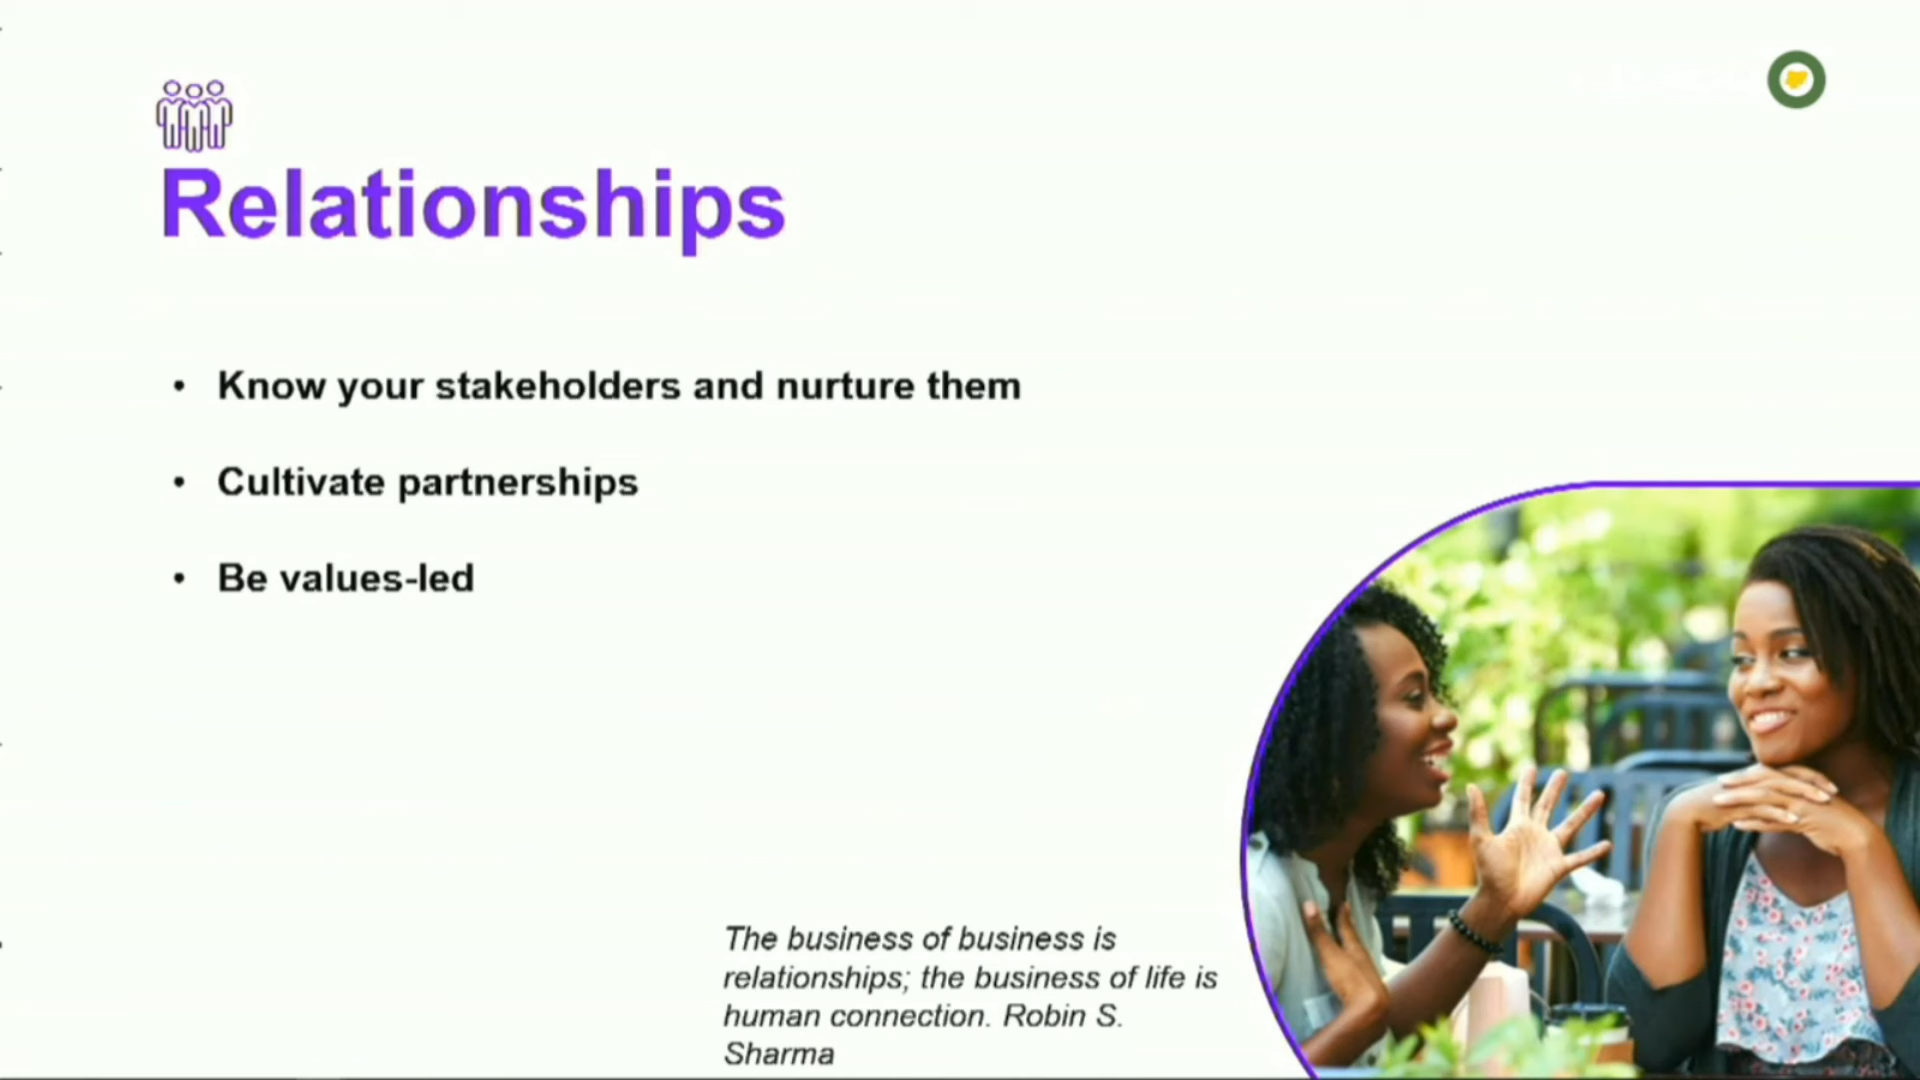 Relationships
• Know your stakeholders and nurture them
• Cultivate partnerships
• Be values-led
The business of business is
relationships; the business of life is
human connection. Robin S.
Sharma